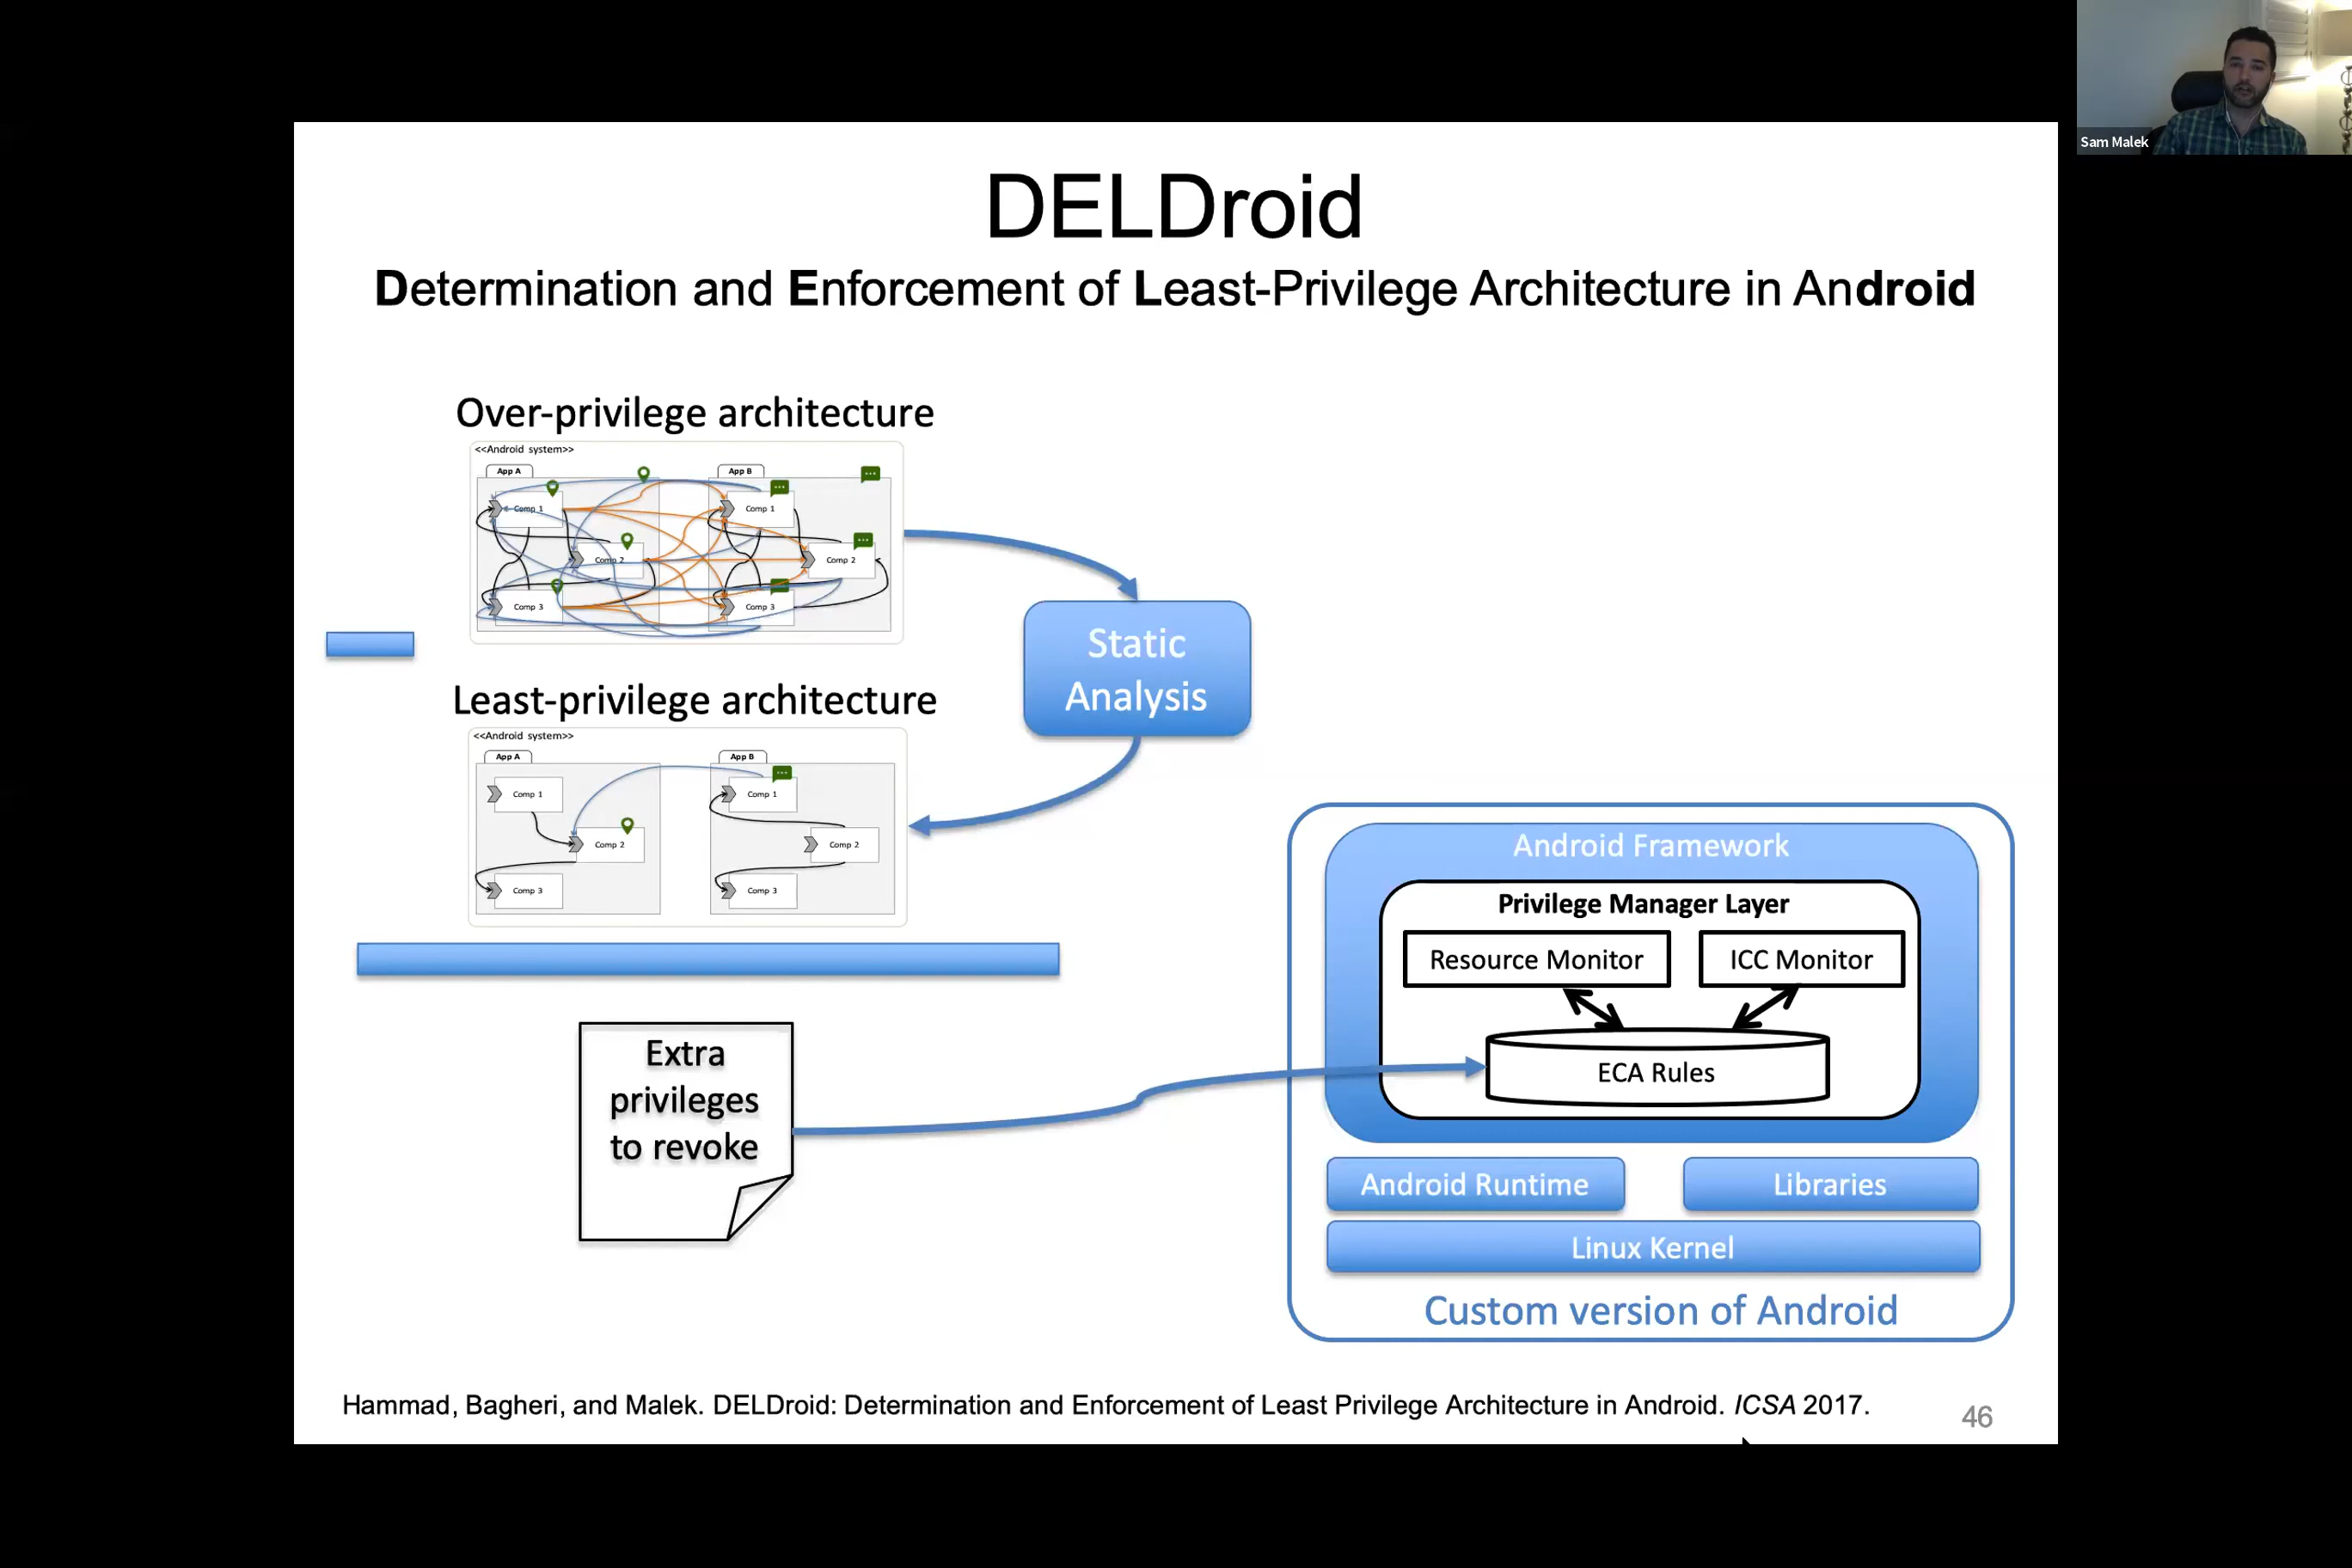 Sam Malek
DELDroid
Determination and Enforcement of Least-Privilege Architecture in Android
Over-privilege architecture
<<Android system>>
App A
App B
Comp 1
Comp 1
Comp 2
Comp 2
Comp 3
Comp 3
Static
Analysis
Least-privilege architecture
<<Android system>>
App A
App B
Comp 1
Comp 1
Comp 2
Comp 2
Comp 3
Comp 3
Extra
privileges
to revoke
Android Framework
Privilege Manager Layer
Resource Monitor
ICC Monitor
ECA Rules
Android Runtime
Libraries
Linux Kernel
Custom version of Android
Hammad, Bagheri, and Malek. DELDroid: Determination and Enforcement of Least Privilege Architecture in Android. ICSA 2017.
46